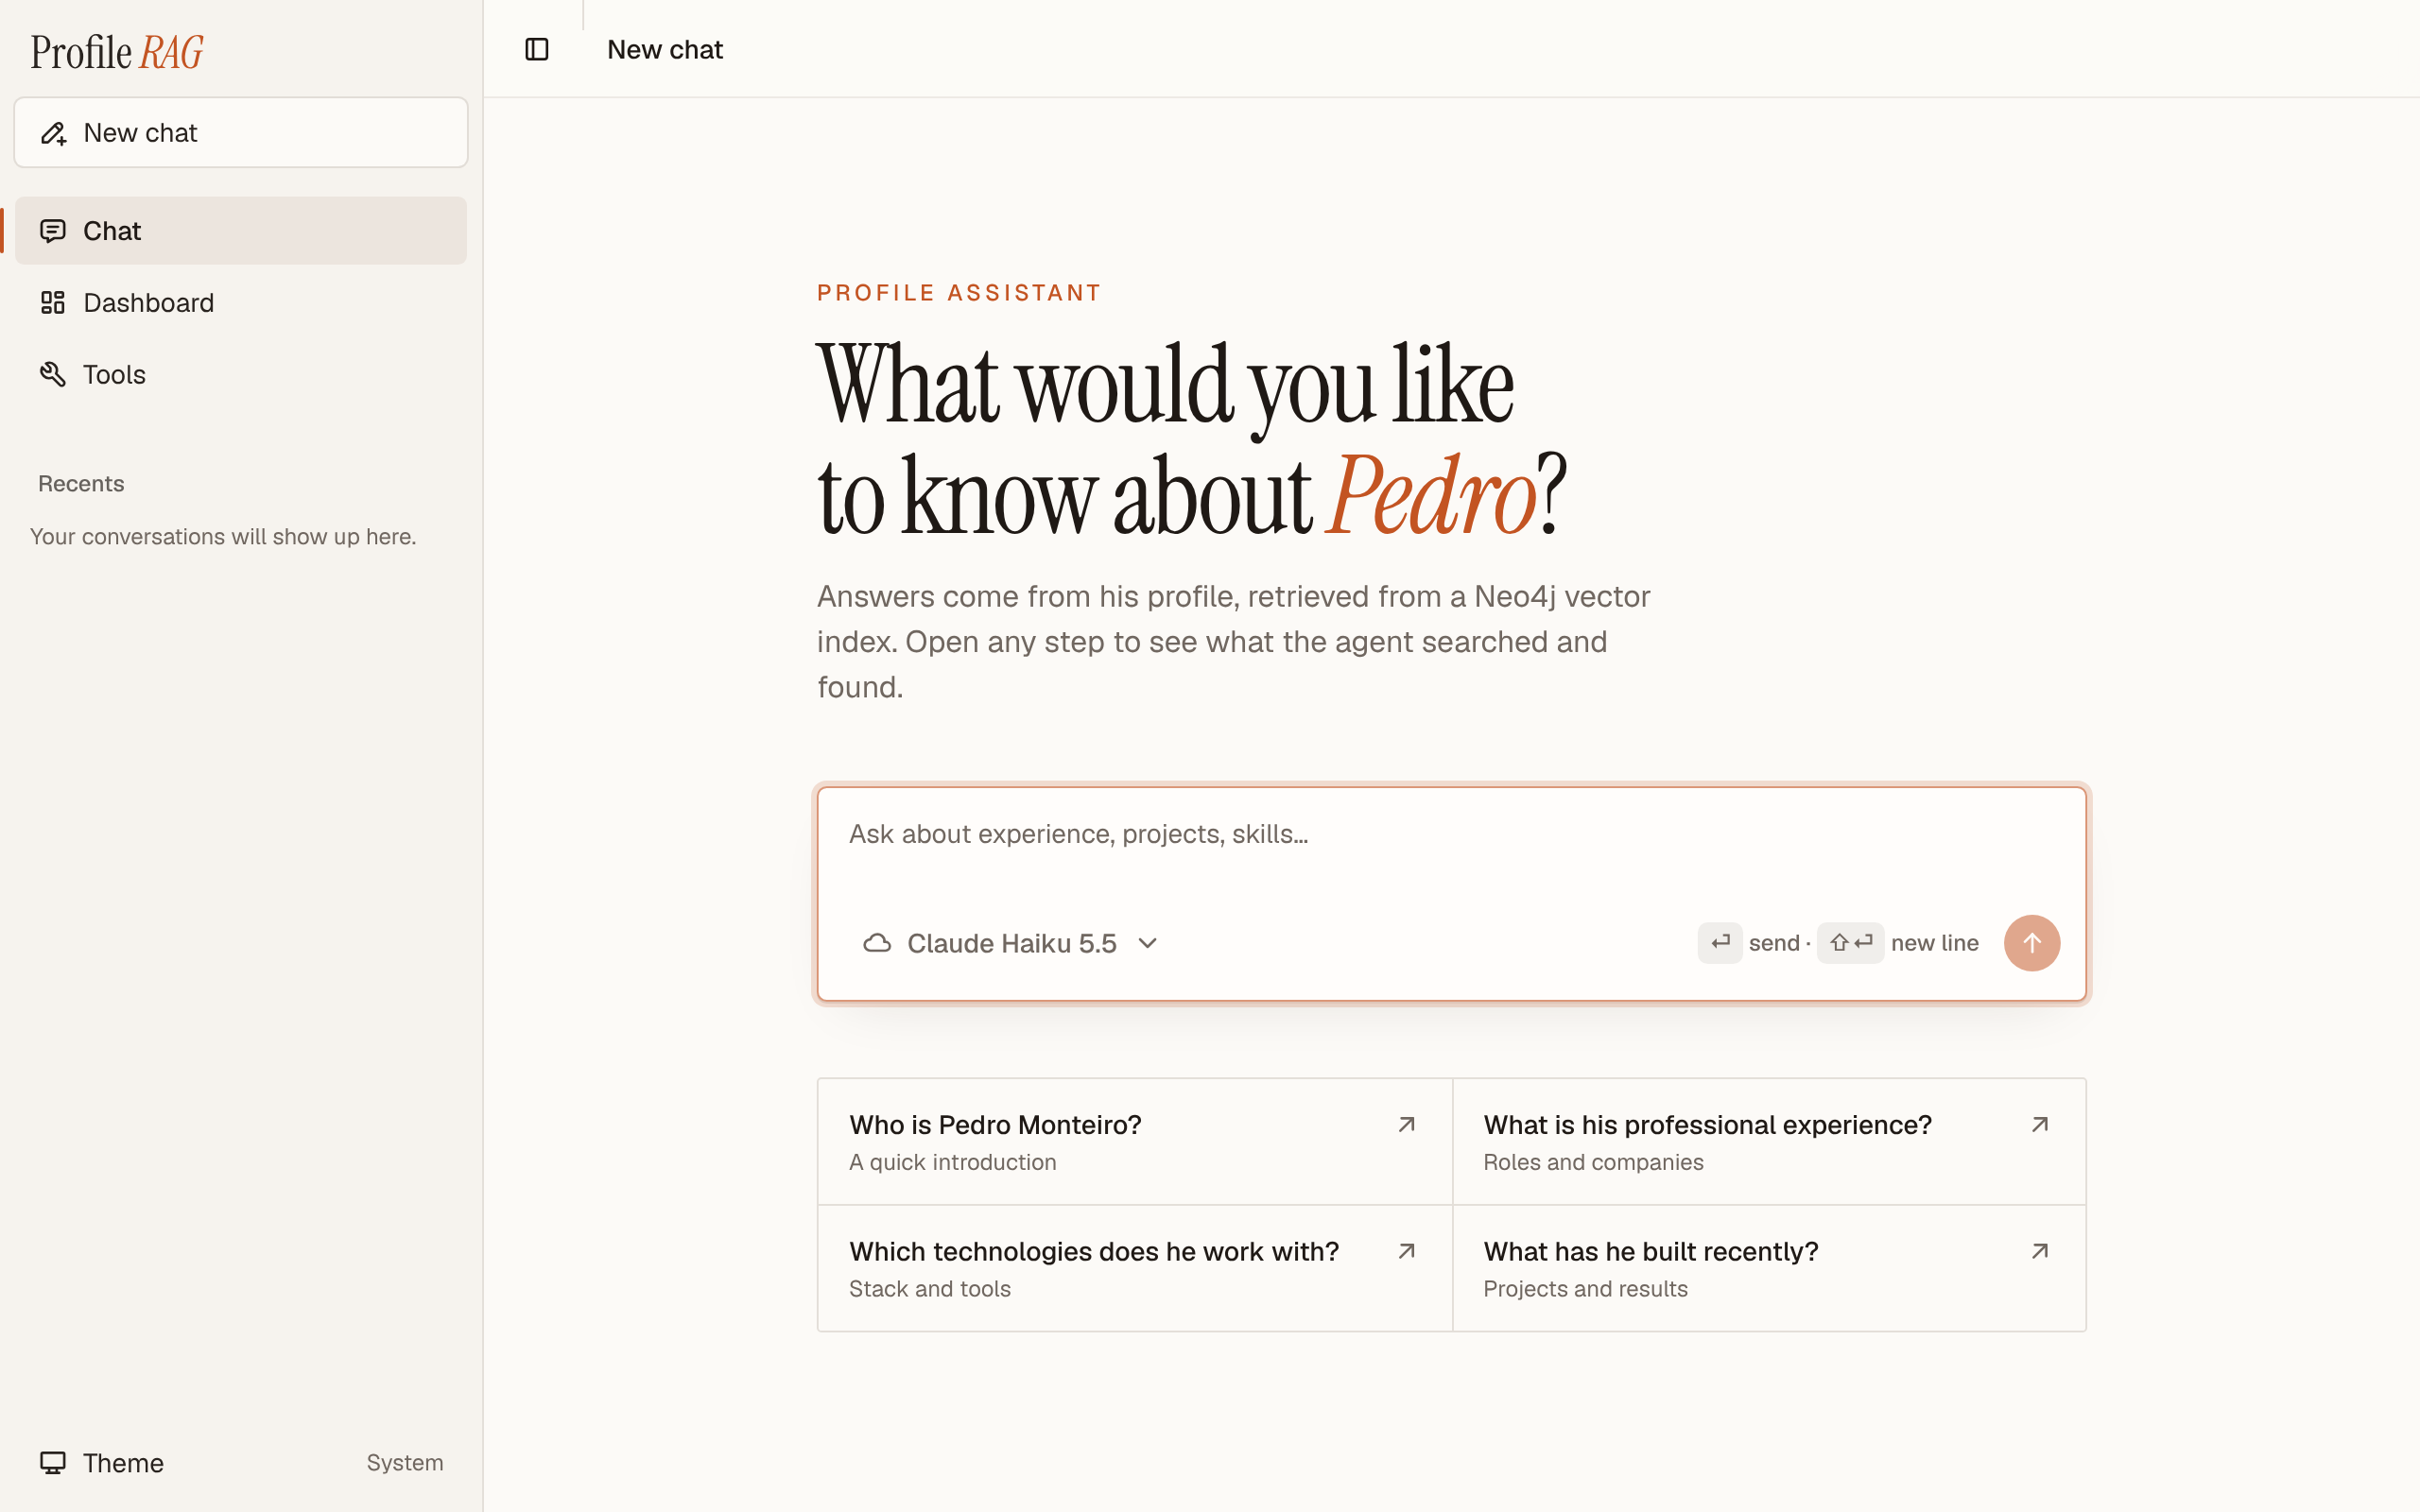 Profile RAG
New chat
Chat
Dashboard
Tools
Recents
Your conversations will show up here.
Theme
System
New chat
PROFILE ASSISTANT
What would you like
to know about Pedro?
Answers come from his profile, retrieved from a Neo4j vector
index. Open any step to see what the agent searched and
found.
Ask about experience, projects, skills…
Claude Haiku 5.5
send · new line
Who is Pedro Monteiro?
A quick introduction
What is his professional experience?
Roles and companies
Which technologies does he work with?
Stack and tools
What has he built recently?
Projects and results